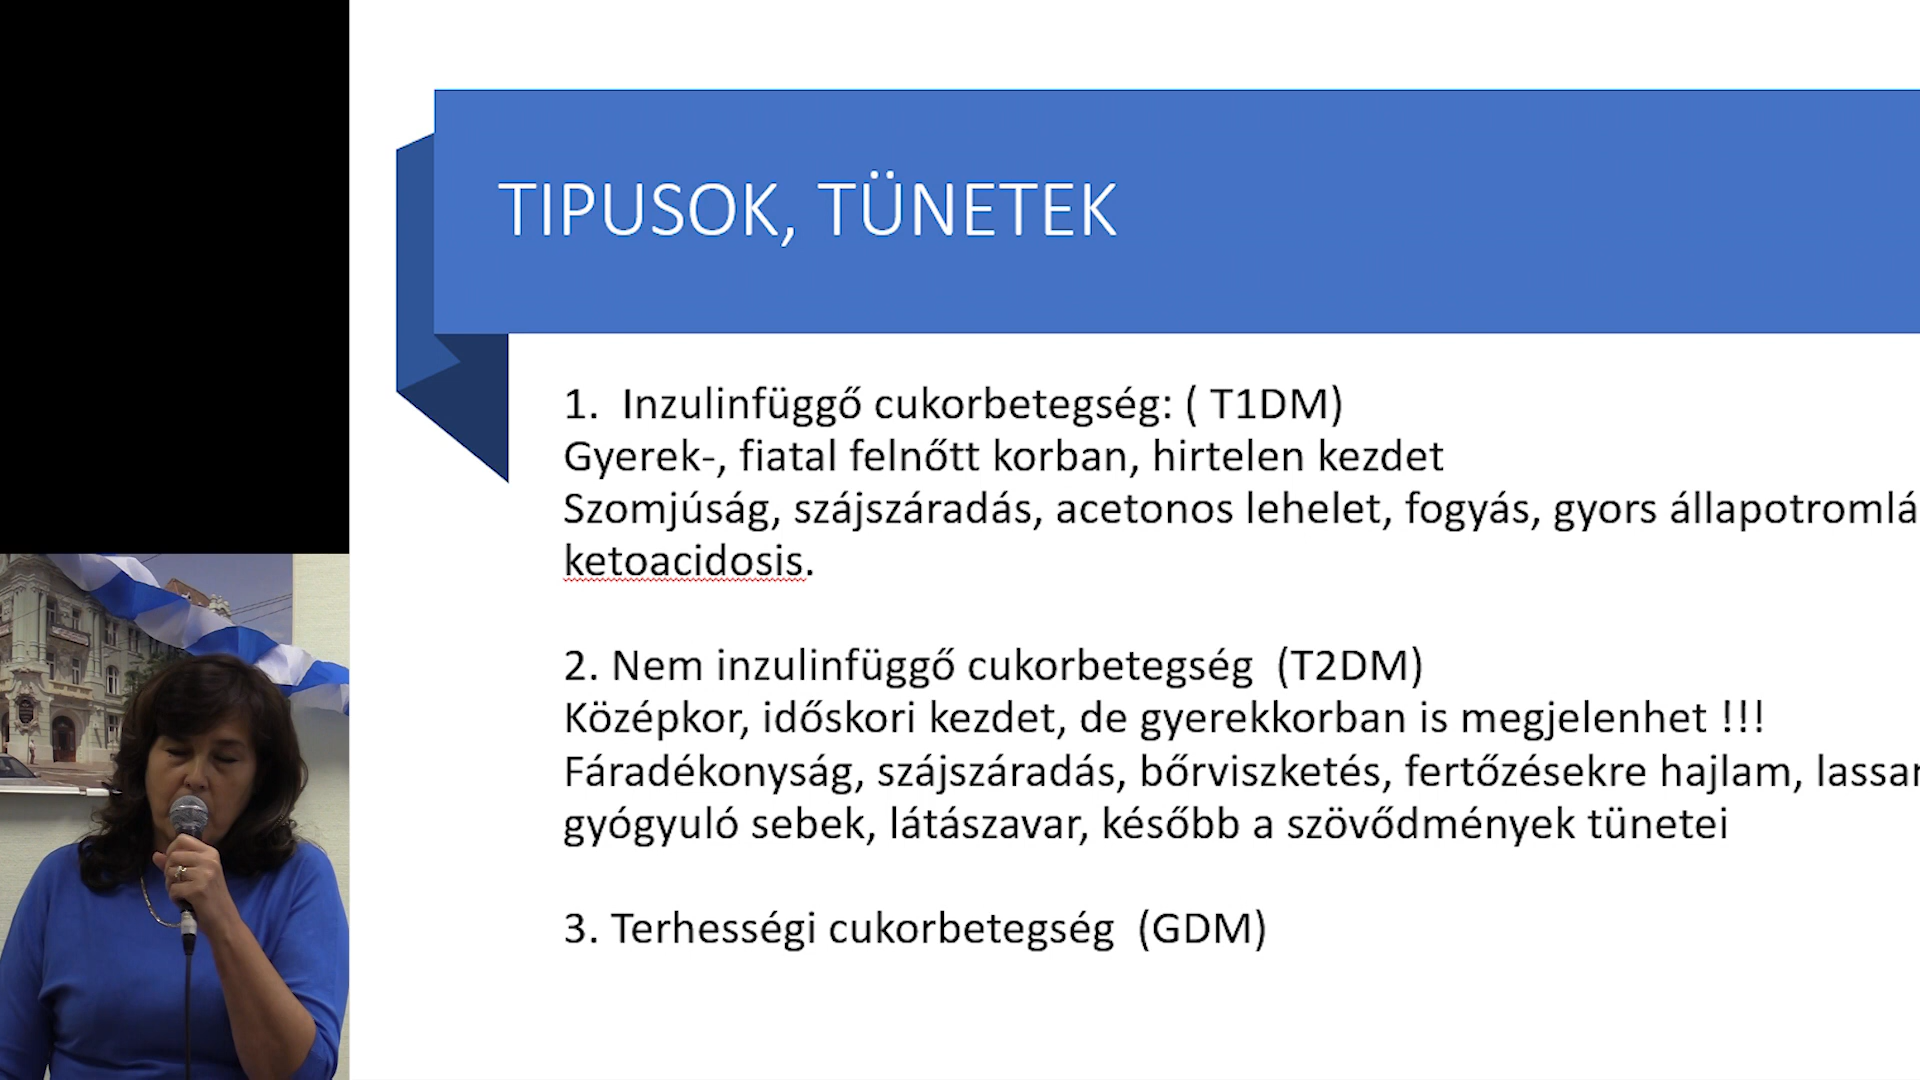 TIPUSOK, TÜNETEK
1. Inzulinfüggő cukorbetegség: ( T1DM)
Gyerek-, fiatal felnőtt korban, hirtelen kezdet
Szomjúság, szájszáradás, acetonos lehelet, fogyás, gyors
ketoacidosis.
2. Nem inzulinfüggő cukorbetegség (T2DM)
Középkor, időskori kezdet, de gyerekkorban is megjelenhet !!!
Fáradékonyság, szájszáradás, bőrviszketés, fertőzésekre hajlam,
gyógyuló sebek, látászavar, később a szövődmények tünetei
3. Terhességi cukorbetegség (GDM)